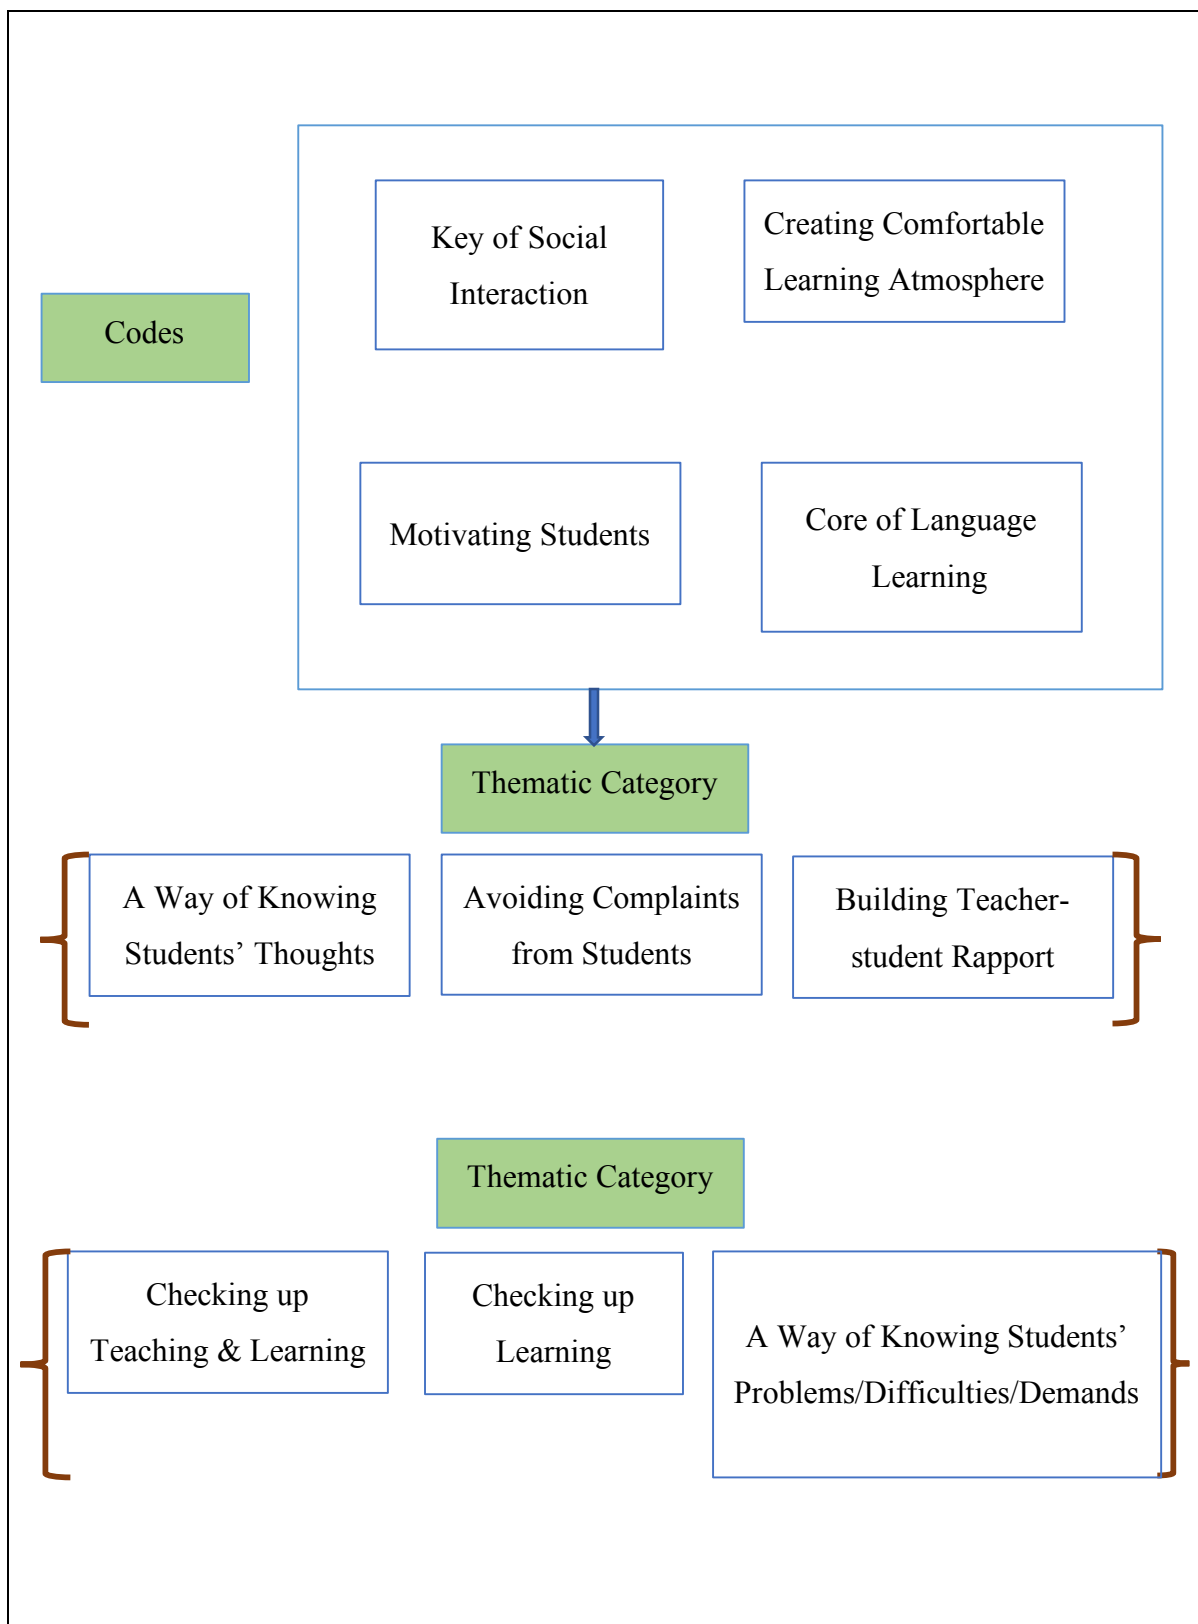 Key of Social
Interaction
Creating Comfortable
Learning Atmosphere
Codes
Motivating Students
Core of Language
Learning
Thematic Category
A Way of Knowing
Students’ Thoughts
Avoiding Complaints
from Students
Building Teacher-
student Rapport
Thematic Category
Checking up
Teaching & Learning
Checking up
Learning
A Way of Knowing Students’
Problems/Difficulties/Demands